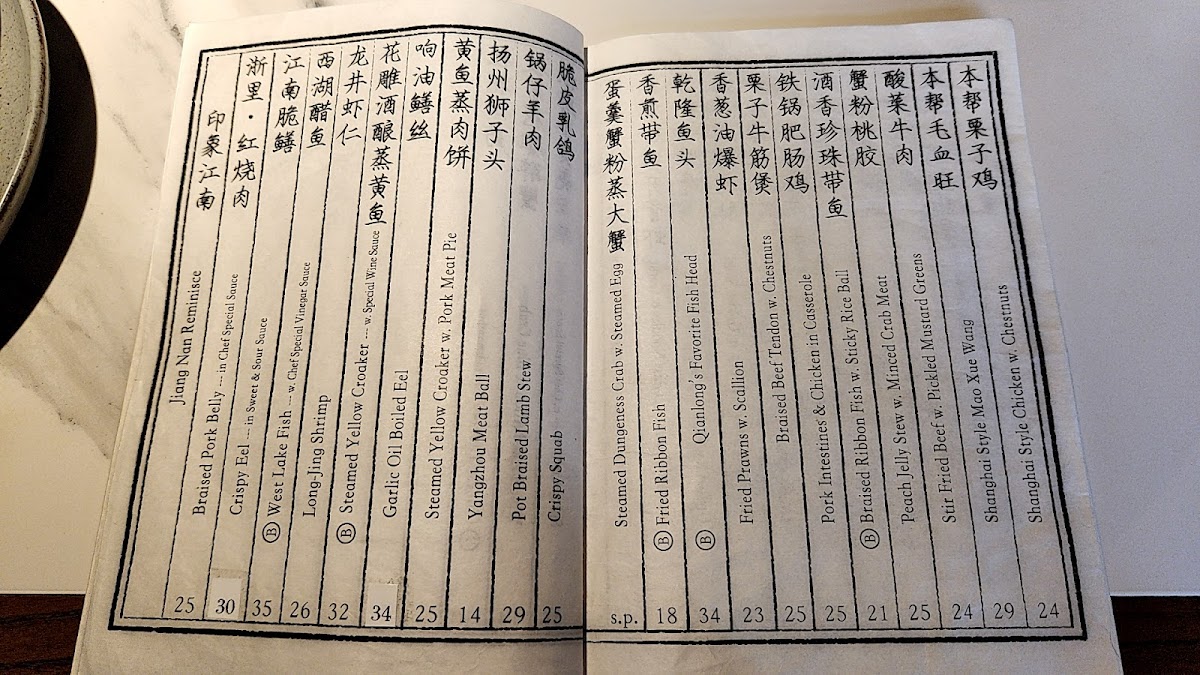 印象江南 Jiang Nan Reminisce
浙里·红烧肉 Braised Pork Belly --- in Chef Special Sauce 25
江南脆鳝 Crispy Eel --- in Sweet & Sour Sauce 30
西湖醋鱼 Ⓑ West Lake Fish -- w. Chef Special Vinegar Sauce 35
龙井虾仁 Long-Jing Shrimp 26
花雕酒酿蒸黄鱼 Ⓑ Steamed Yellow Croaker --- w. Special Wine Sauce 32
响油鳝丝 Garlic Oil Boiled Eel 34
黄鱼蒸肉饼 Steamed Yellow Croaker w. Pork Meat Pie 25
扬州狮子头 Yangzhou Meat Ball 14
锅仔羊肉 Pot Braised Lamb Stew 29
脆皮乳鸽 Crispy Squab 25
蛋羹蟹粉蒸大蟹 Steamed Dungeness Crab w. Steamed Egg s.p.
香煎带鱼 Ⓑ Fried Ribbon Fish 18
乾隆鱼头 Ⓑ Qianlong's Favorite Fish Head 34
香葱油爆虾 Fried Prawns w. Scallion 23
栗子牛筋煲 Braised Beef Tendon w. Chestnuts 25
铁锅肥肠鸡 Pork Intestines & Chicken in Casserole 25
酒香珍珠带鱼 Ⓑ Braised Ribbon Fish w. Sticky Rice Ball 21
蟹粉桃胶 Peach Jelly Stew w. Minced Crab Meat 25
酸菜牛肉 Stir Fried Beef w. Pickled Mustard Greens 24
本帮毛血旺 Shanghai Style Mao Xue Wang 29
本帮栗子鸡 Shanghai Style Chicken w. Chestnuts 24